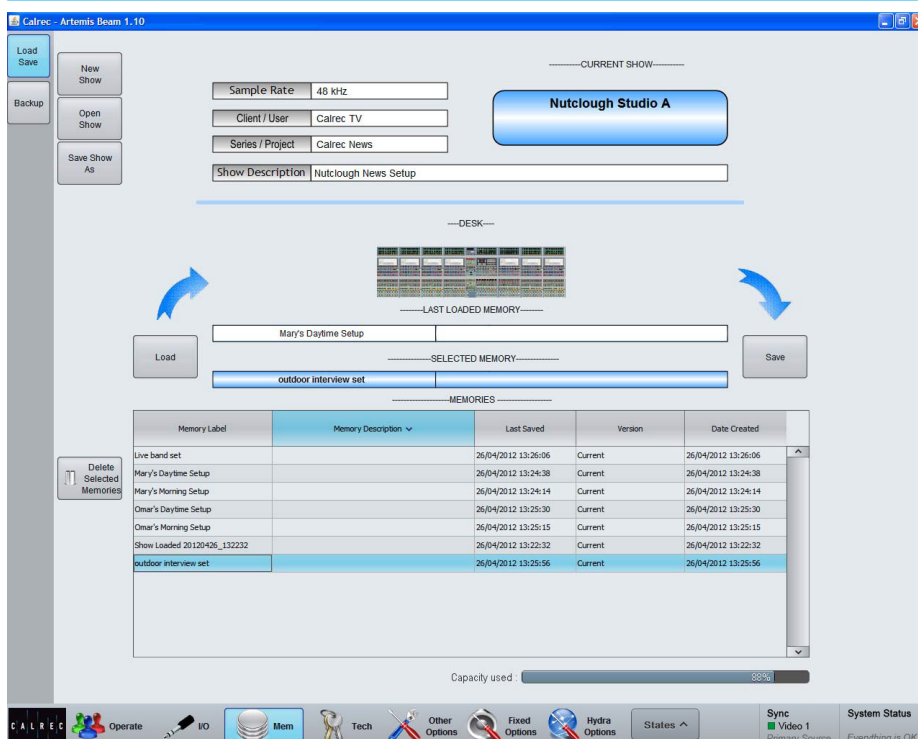 Calrec - Artemis Beam 1.10
Load
Save
Backup
New
Show
Open
Show
Save Show
As
Sample Rate 48 kHz
Client / User Calrec TV
Series / Project Calrec News
Show Description Nutclough News Setup
-----------CURRENT SHOW-----------
Nutclough Studio A
----DESK----
--------LAST LOADED MEMORY--------
Mary's Daytime Setup
Load
Save
---------------SELECTED MEMORY---------------
outdoor interview set
--------------------MEMORIES -------------------
Memory Label Memory Description Last Saved Version Date Created
Live band set 26/04/2012 13:26:06 Current 26/04/2012 13:26:06
Mary's Daytime Setup 26/04/2012 13:24:38 Current 26/04/2012 13:24:38
Mary's Morning Setup 26/04/2012 13:24:14 Current 26/04/2012 13:24:14
Omar's Daytime Setup 26/04/2012 13:25:30 Current 26/04/2012 13:25:30
Omar's Morning Setup 26/04/2012 13:25:15 Current 26/04/2012 13:25:15
Show Loaded 20120426_132232 26/04/2012 13:22:32 Current 26/04/2012 13:22:32
outdoor interview set 26/04/2012 13:25:56 Current 26/04/2012 13:25:56
Delete
Selected
Memories
Capacity used : 88%
CALREC
Operate
I/O
Mem
Tech
Other
Options
Fixed
Options
Hydra
Options
States
Sync
Video 1
Primary Source
System Status
Everything is OK